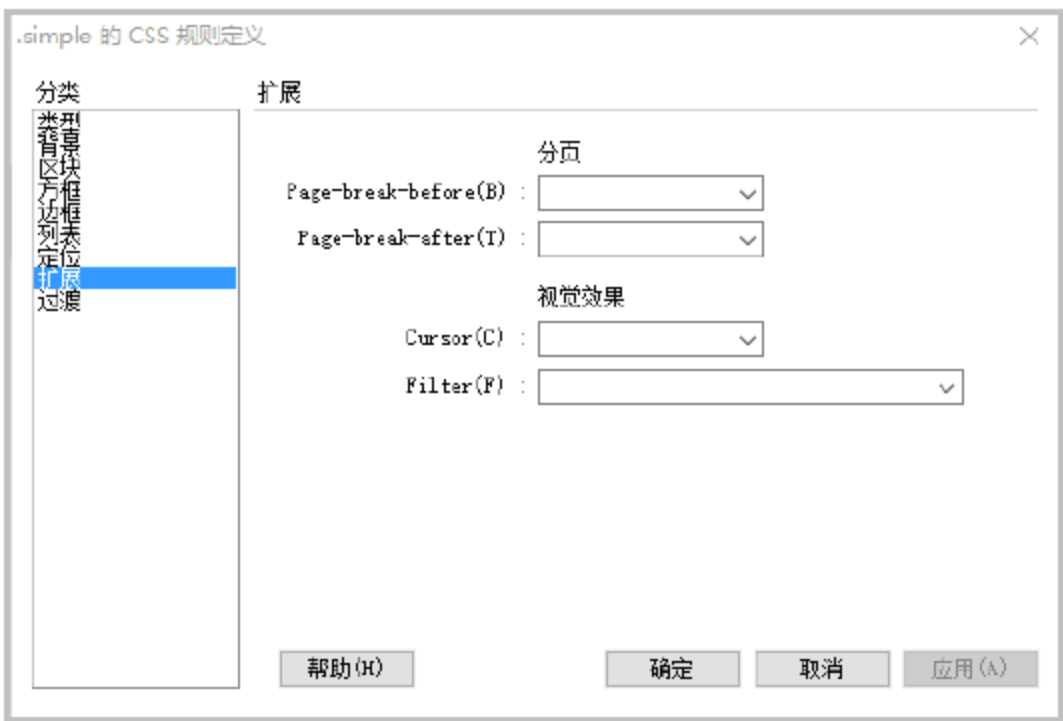 .simple 的 CSS 规则定义
分类
类型
背景
区块
方框
边框
列表
定位
扩展
过渡
扩展
分页
Page-break-before(B) :
Page-break-after(T) :
视觉效果
Cursor(C) :
Filter(F) :
帮助(H)
确定
取消
应用(A)